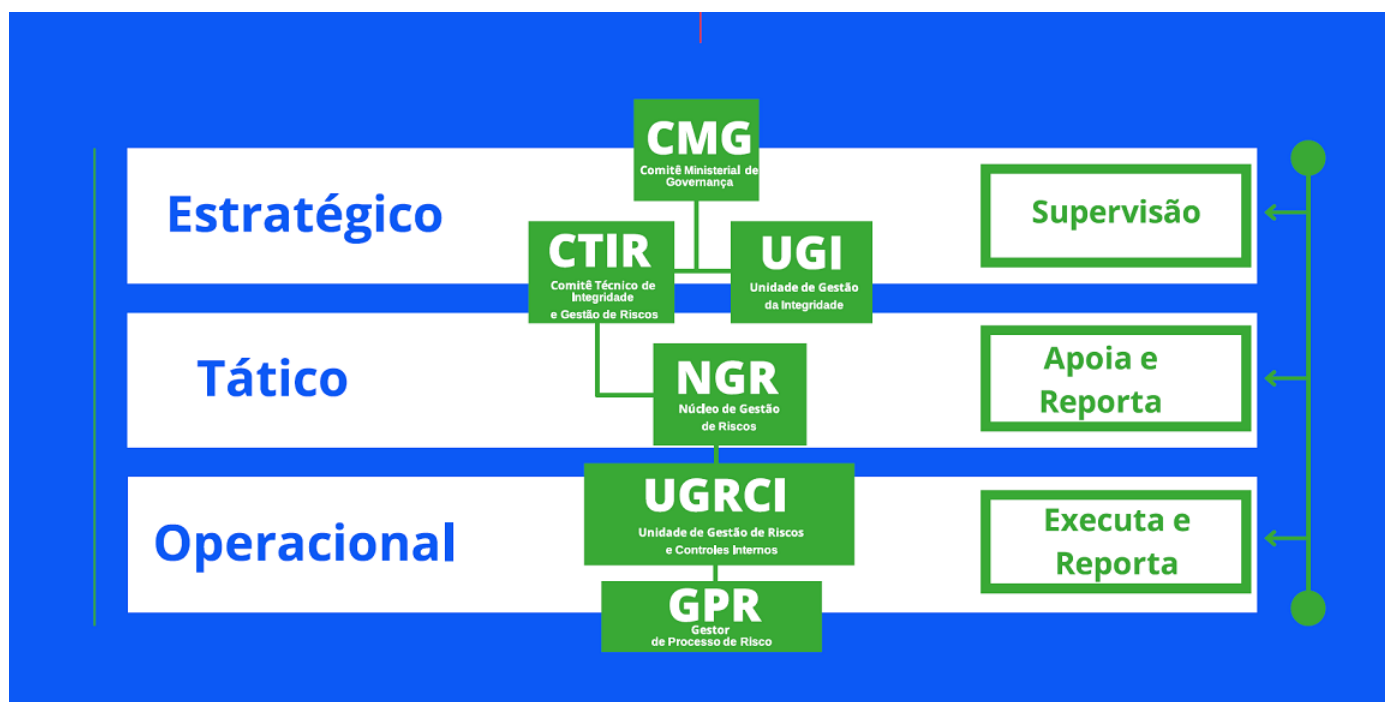 CMG
Comitê Ministerial de
Governança
Estratégico
Supervisão
CTIR
Comitê Técnico de
Integridade
e Gestão de Riscos
UGI
Unidade de Gestão
da Integridade
Tático
Apoia e
Reporta
NGR
Núcleo de Gestão
de Riscos
Operacional
Executa e
Reporta
UGRCI
Unidade de Gestão de Riscos
e Controles Internos
GPR
Gestor
de Processo de Risco